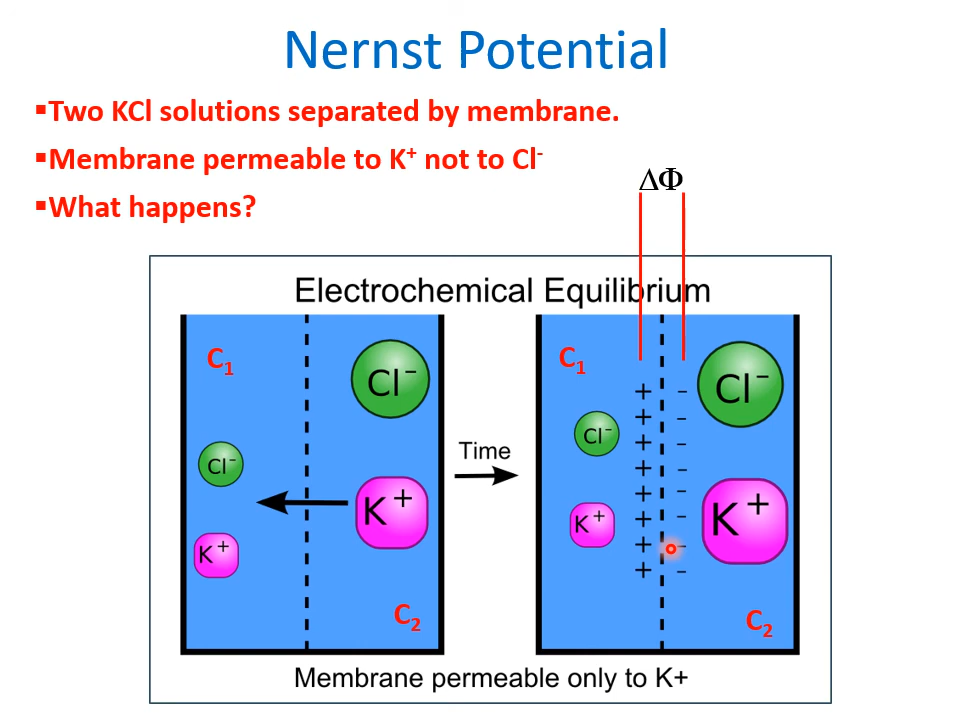 Nernst Potential
▪Two KCl solutions separated by membrane.
▪Membrane permeable to K⁺ not to Cl⁻
ΔΦ
▪What happens?
Electrochemical Equilibrium
C₁
C₁
Cl⁻
Cl⁻
Cl⁻
Cl⁻
Time
K⁺
K⁺
K⁺
K⁺
+ −
+ −
+ −
+ −
+ −
+ −
+ −
+ −
C₂
C₂
Membrane permeable only to K+